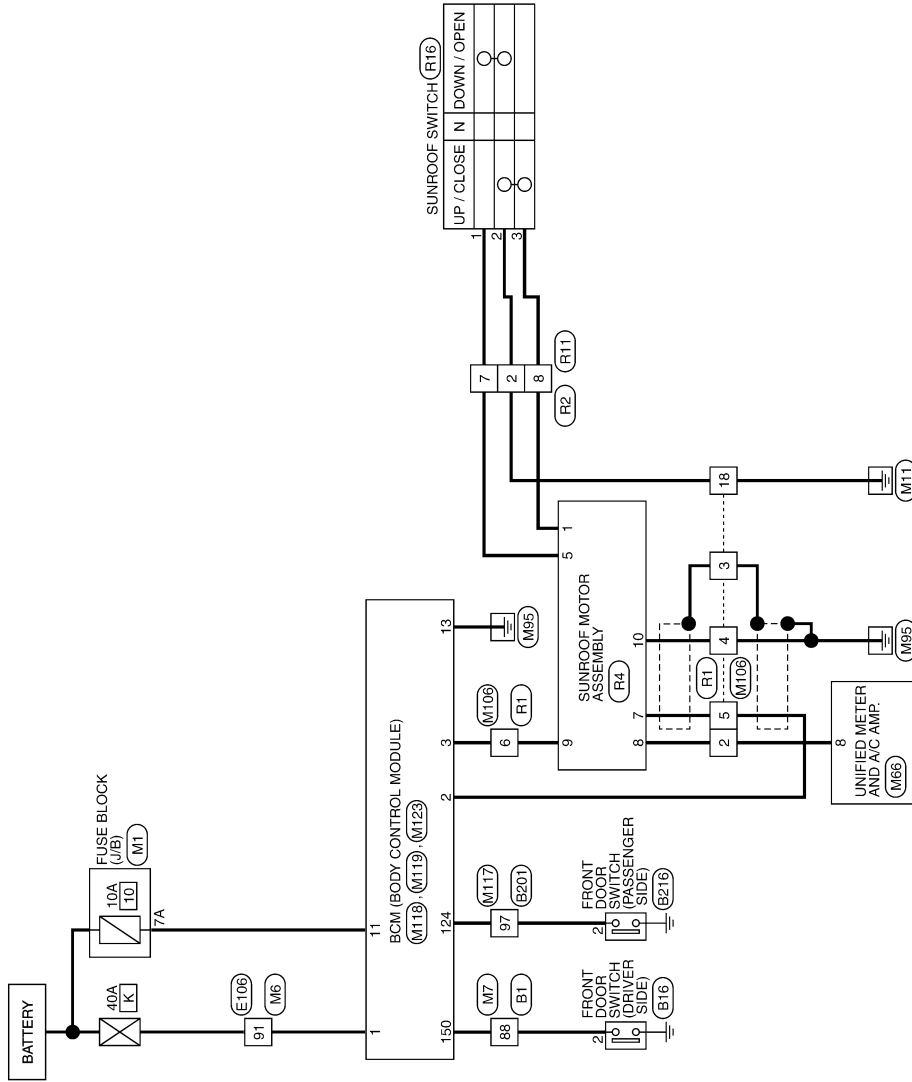 BATTERY
40A
K
FUSE BLOCK
(J/B)
M1
10A
10
7A
E106
91
M6
1
11
BCM (BODY CONTROL MODULE)
M118 , M119 , M123
150
124
2
3
13
M7
88
B1
M117
97
B201
M106
6
R1
M95
2
FRONT
DOOR
SWITCH
(DRIVER
SIDE)
B16
2
FRONT
DOOR
SWITCH
(PASSENGER
SIDE)
B216
9
5
1
SUNROOF MOTOR
ASSEMBLY
R4
8
7
10
2
5
4
3
18
R1
M106
8
UNIFIED METER
AND A/C AMP.
M66
M95
M11
SUNROOF SWITCH
R16
UP / CLOSE
N
DOWN / OPEN
1
2
3
7
2
8
R11
R2